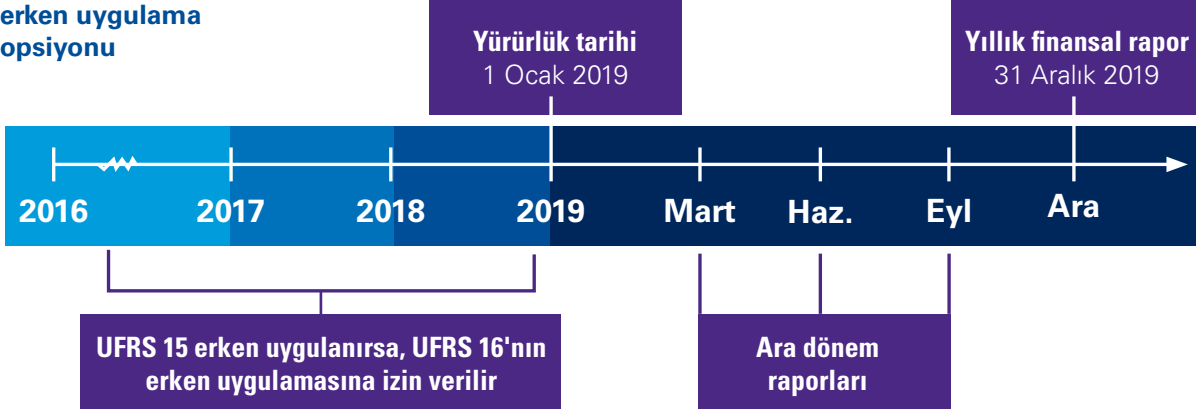 erken uygulama
opsiyonu
Yürürlük tarihi
1 Ocak 2019
Yıllık finansal rapor
31 Aralık 2019
2016 2017 2018 2019 Mart Haz. Eyl Ara
UFRS 15 erken uygulanırsa, UFRS 16'nın
erken uygulamasına izin verilir
Ara dönem
raporları